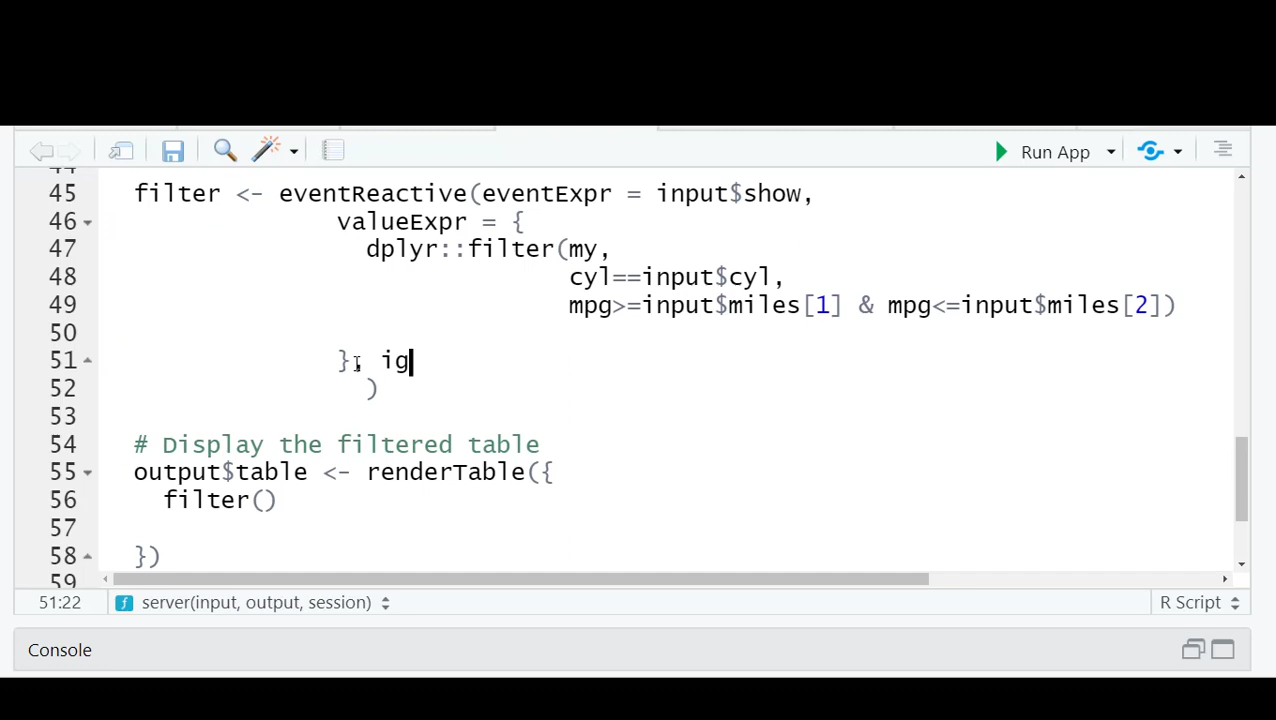 Run App
45 filter <- eventReactive(eventExpr = input$show,
46 valueExpr = {
47 dplyr::filter(my,
48 cyl==input$cyl,
49 mpg>=input$miles[1] & mpg<=input$miles[2])
50
51 }, ig
52 )
53
54 # Display the filtered table
55 output$table <- renderTable({
56 filter()
57
58 })
59
51:22 server(input, output, session) R Script
Console